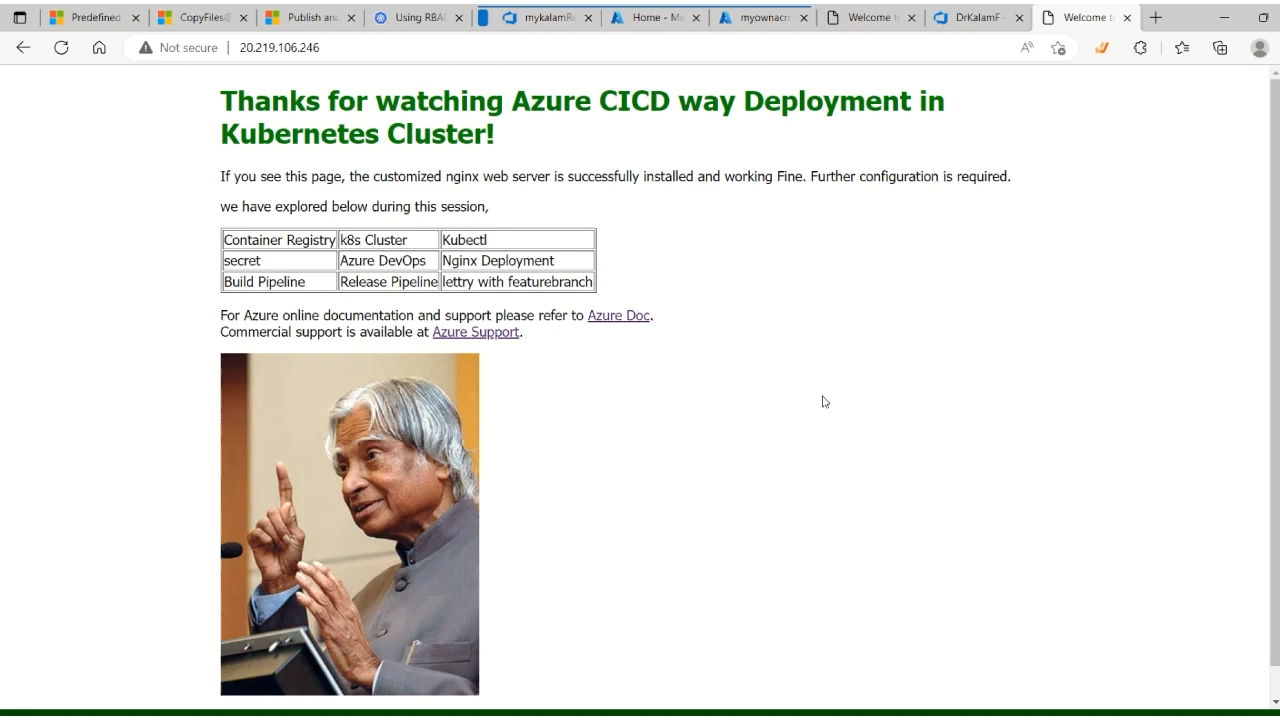 Predefined
CopyFiles@
Publish an
Using RBA
mykalamRe
Home - Mi
myownacr
Welcome to
DrKalamF -
Welcome to
Not secure
20.219.106.246
Thanks for watching Azure CICD way Deployment in
Kubernetes Cluster!
If you see this page, the customized nginx web server is successfully installed and working Fine. Further configuration is required.
we have explored below during this session,
Container Registry k8s Cluster Kubectl
secret Azure DevOps Nginx Deployment
Build Pipeline Release Pipeline lettry with featurebranch
For Azure online documentation and support please refer to Azure Doc.
Commercial support is available at Azure Support.